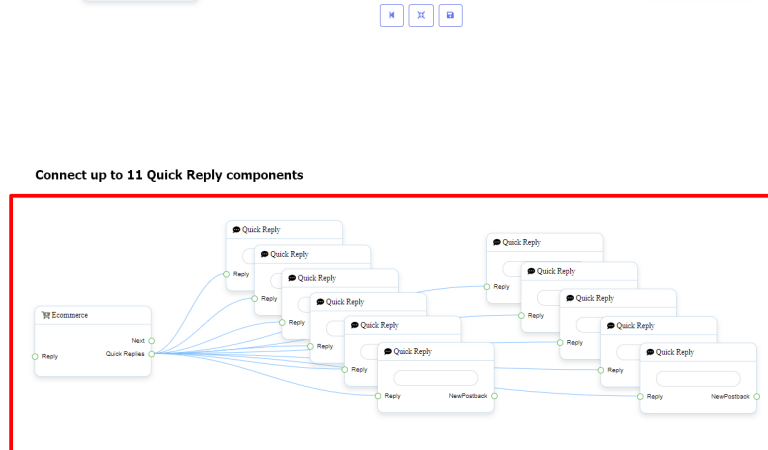 Connect up to 11 Quick Reply components
Quick Reply
Reply
Quick Reply
Reply
Quick Reply
Reply
Quick Reply
Reply
Quick Reply
Reply
Quick Reply
Reply NewPostback
Quick Reply
Reply
Quick Reply
Reply
Quick Reply
Reply
Quick Reply
Reply
Quick Reply
Reply NewPostback
Ecommerce
Next
Reply Quick Replies